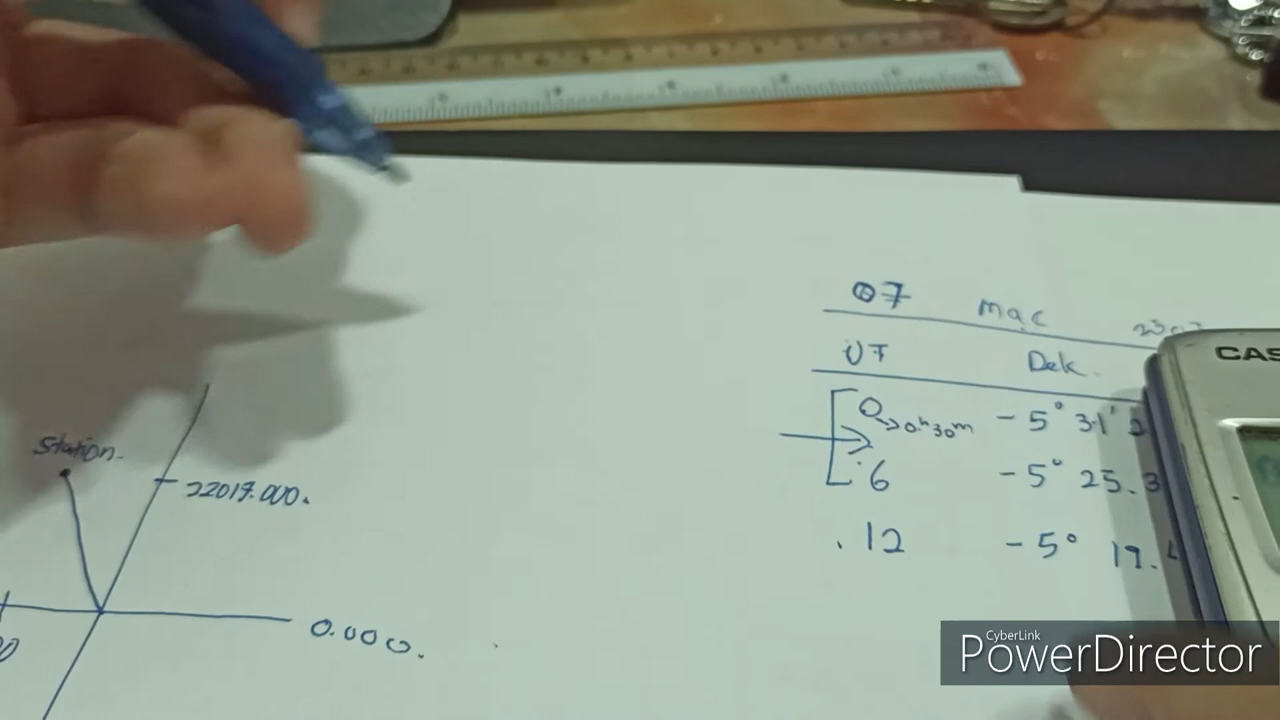 07 Mac
UT Dek.
0→0h30m -5° 31'
6 -5° 25.3
.12 -5° 19.
Station.
22017.000.
0.000.
CAS
CyberLink
PowerDirector